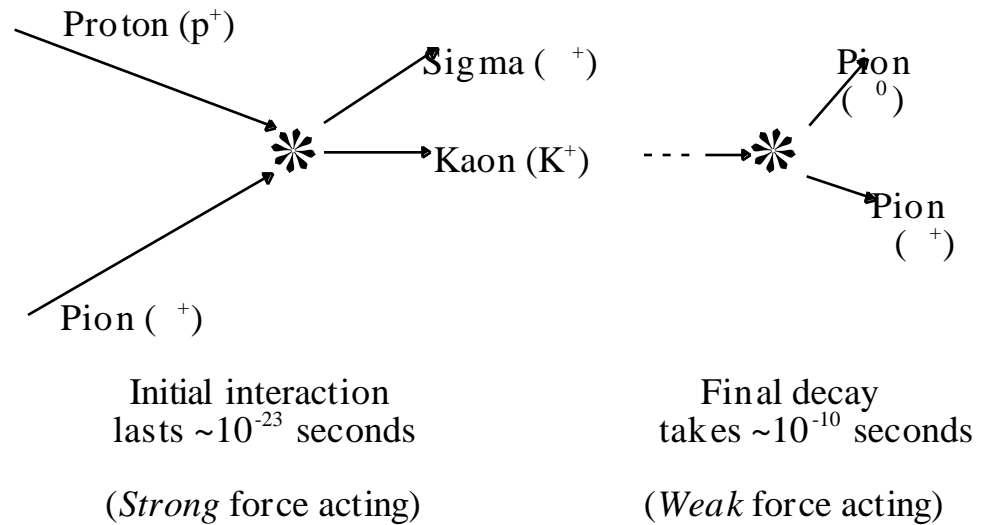 Proton (p⁺)
Sigma ( ⁺)
Pion
( ⁰)
Kaon (K⁺)
Pion
( ⁺)
Pion ( ⁺)
Initial interaction
lasts ~10⁻²³ seconds
(Strong force acting)
Final decay
takes ~10⁻¹⁰ seconds
(Weak force acting)